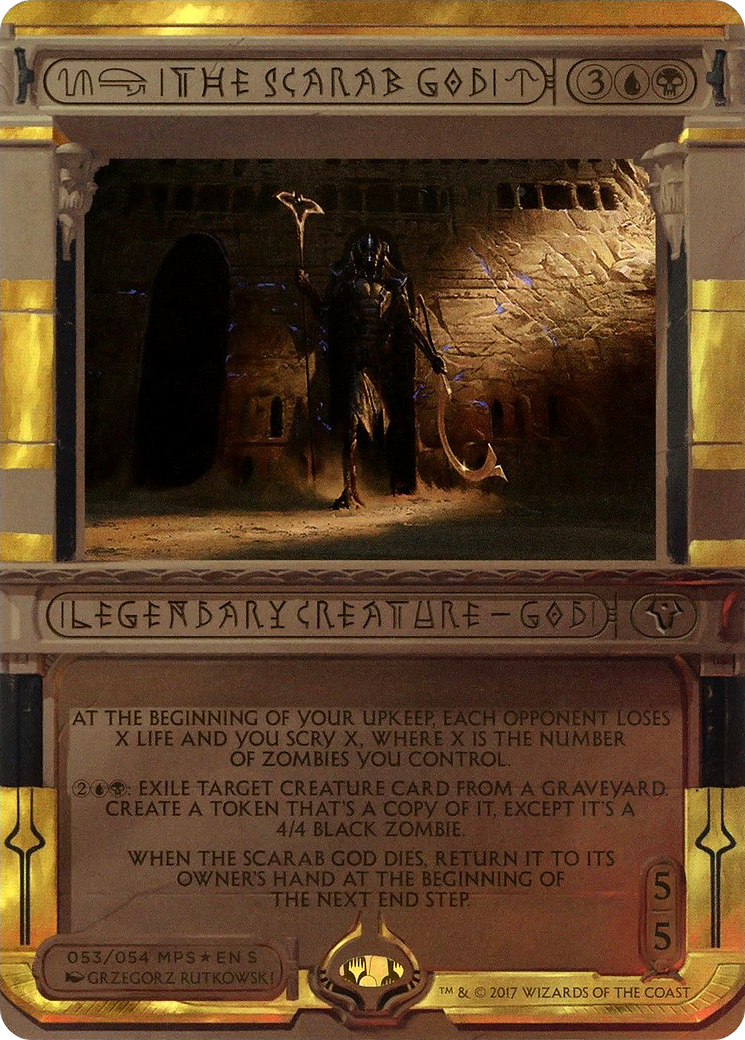 THE SCARAB GOD 3
LEGENDARY CREATURE – GOD
AT THE BEGINNING OF YOUR UPKEEP, EACH OPPONENT LOSES
X LIFE AND YOU SCRY X, WHERE X IS THE NUMBER
OF ZOMBIES YOU CONTROL.
2: EXILE TARGET CREATURE CARD FROM A GRAVEYARD.
CREATE A TOKEN THAT'S A COPY OF IT, EXCEPT IT'S A
4/4 BLACK ZOMBIE.
WHEN THE SCARAB GOD DIES, RETURN IT TO ITS
OWNER'S HAND AT THE BEGINNING OF
THE NEXT END STEP.
5
5
053/054 MPS★EN S
GRZEGORZ RUTKOWSKI
™ & © 2017 WIZARDS OF THE COAST